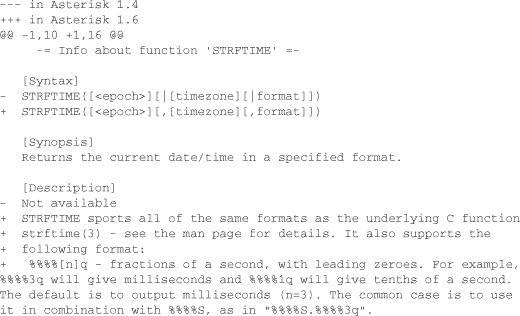 --- in Asterisk 1.4
+++ in Asterisk 1.6
@@ -1,10 +1,16 @@
-= Info about function 'STRFTIME' =-
[Syntax]
- STRFTIME([<epoch>][|[timezone][|format]])
+ STRFTIME([<epoch>][,[timezone][,format]])
[Synopsis]
Returns the current date/time in a specified format.
[Description]
- Not available
+ STRFTIME sports all of the same formats as the underlying C function
+ strftime(3) - see the man page for details. It also supports the
+ following format:
+ %%%%[n]q - fractions of a second, with leading zeroes. For example,
%%%%3q will give milliseconds and %%%%1q will give tenths of a second.
The default is to output milliseconds (n=3). The common case is to use
it in combination with %%%%S, as in "%%%%S.%%%%3q".